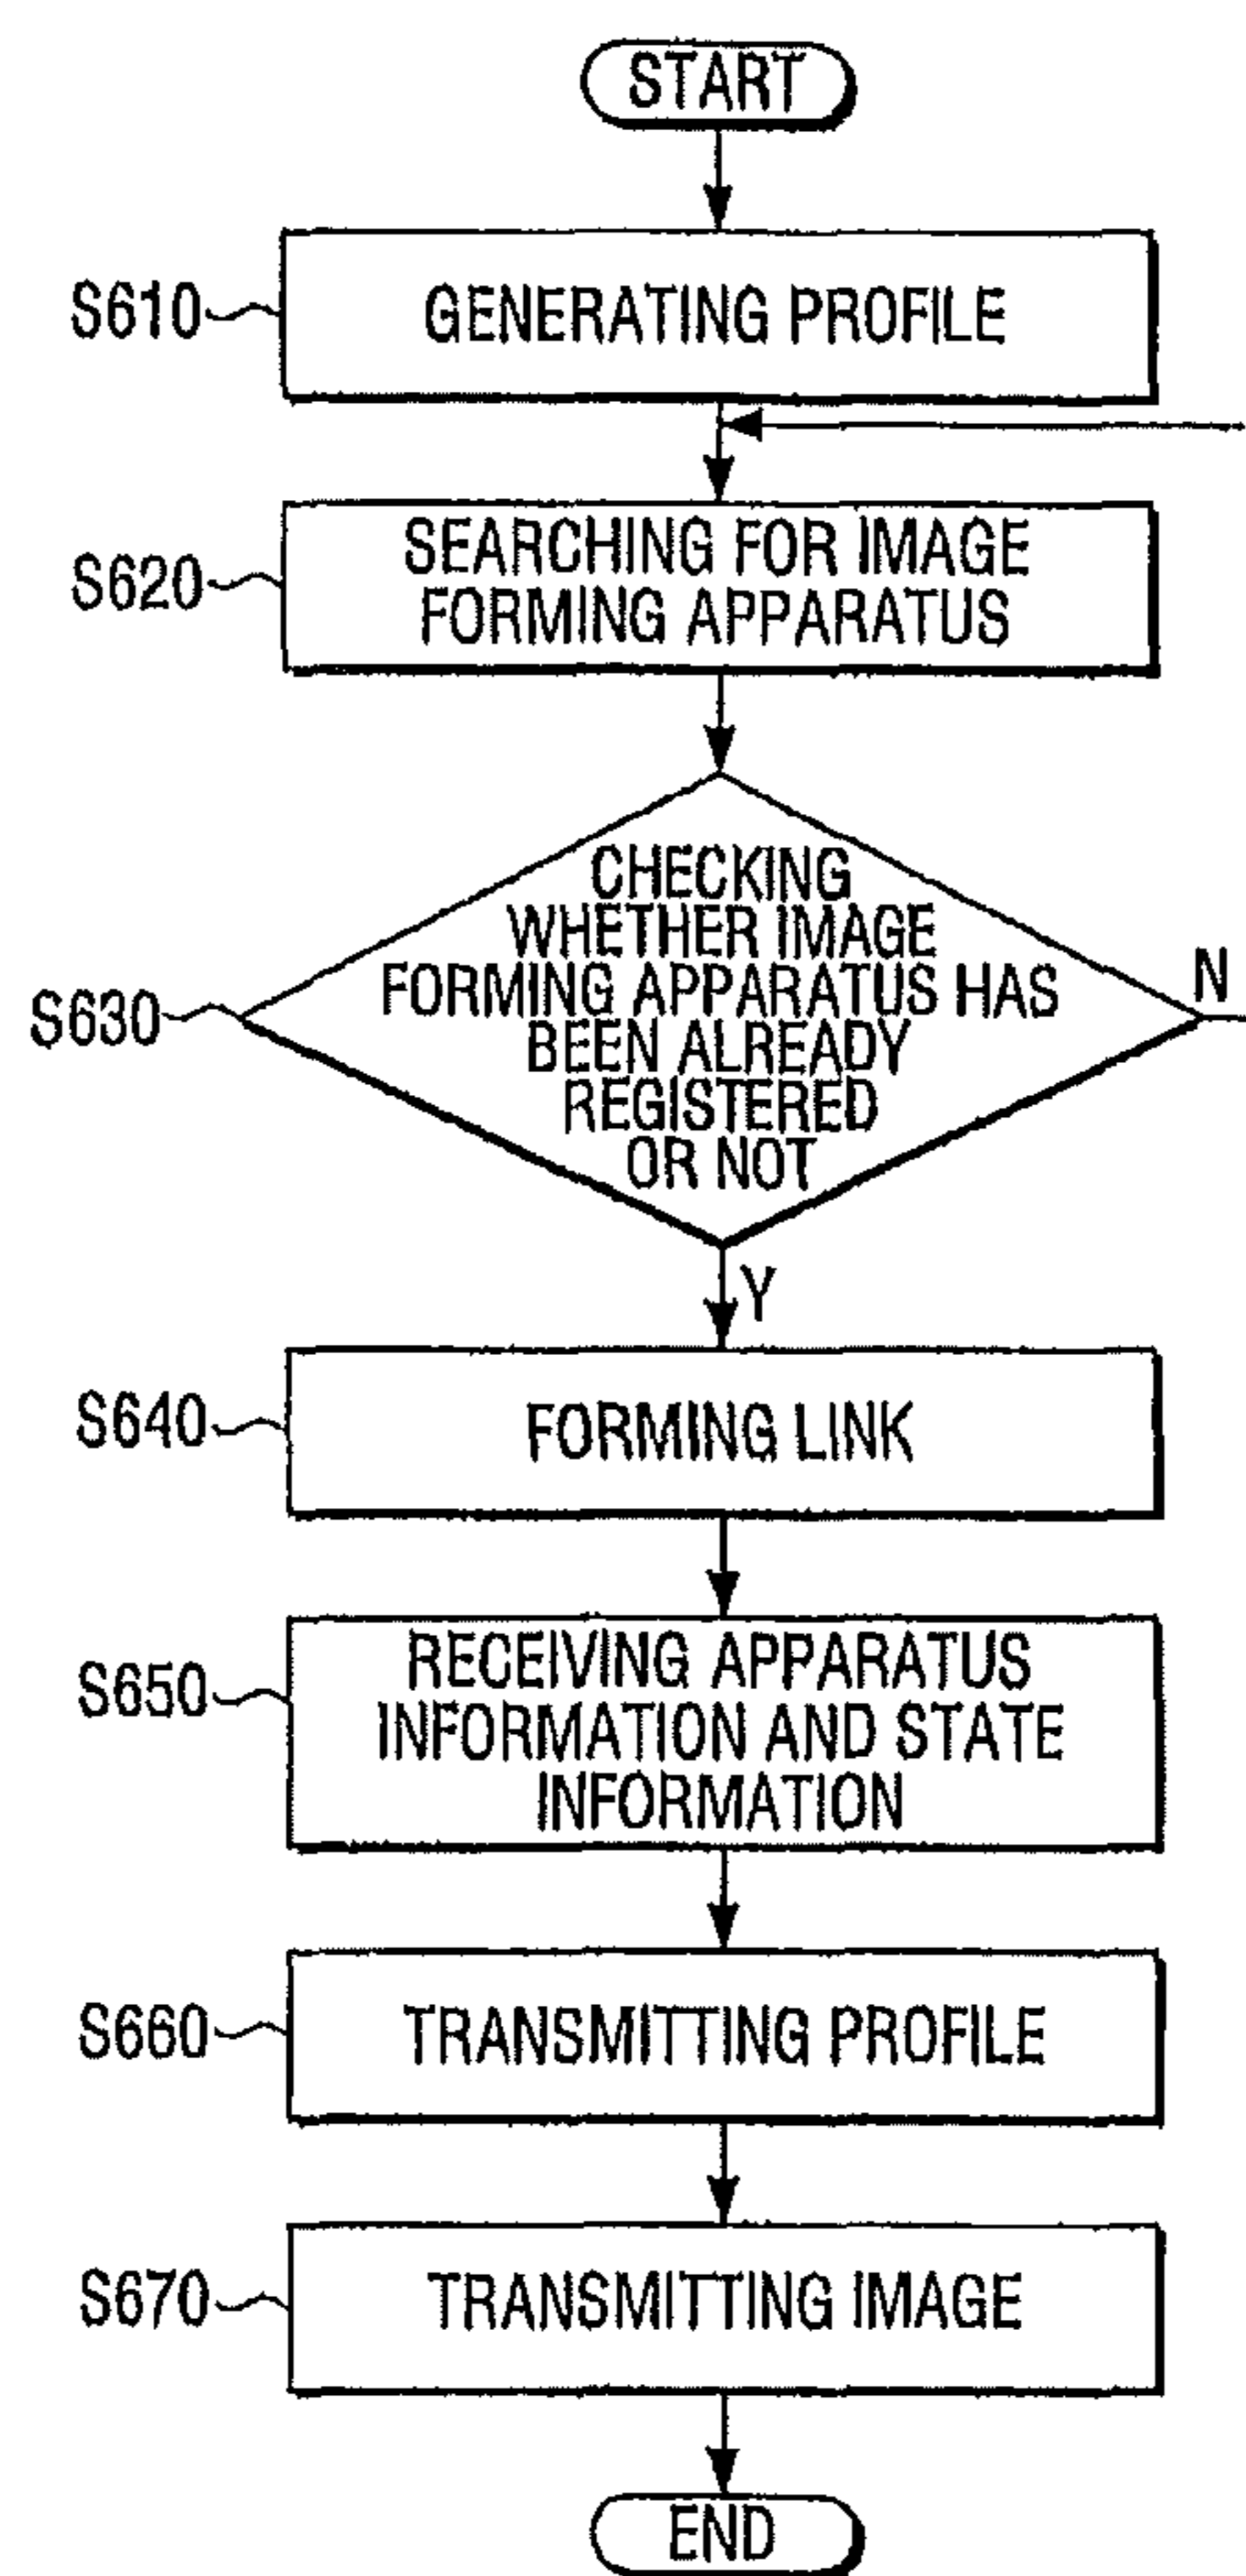 START
S610
GENERATING PROFILE
S620
SEARCHING FOR IMAGE
FORMING APPARATUS
S630
CHECKING
WHETHER IMAGE
FORMING APPARATUS HAS
BEEN ALREADY
REGISTERED
OR NOT
N
Y
S640
FORMING LINK
S650
RECEIVING APPARATUS
INFORMATION AND STATE
INFORMATION
S660
TRANSMITTING PROFILE
S670
TRANSMITTING IMAGE
END